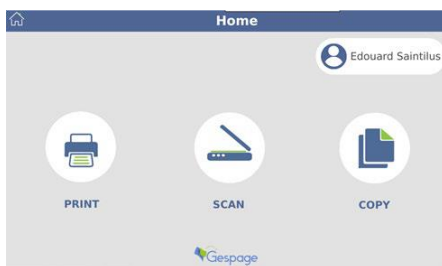 Home
Edouard Saintilus
PRINT
SCAN
COPY
Gespage